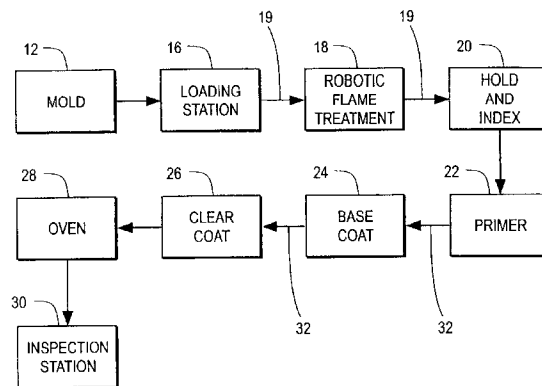 12
MOLD
16
LOADING
STATION
19
18
ROBOTIC
FLAME
TREATMENT
19
20
HOLD
AND
INDEX
28
OVEN
26
CLEAR
COAT
32
24
BASE
COAT
32
22
PRIMER
30
INSPECTION
STATION